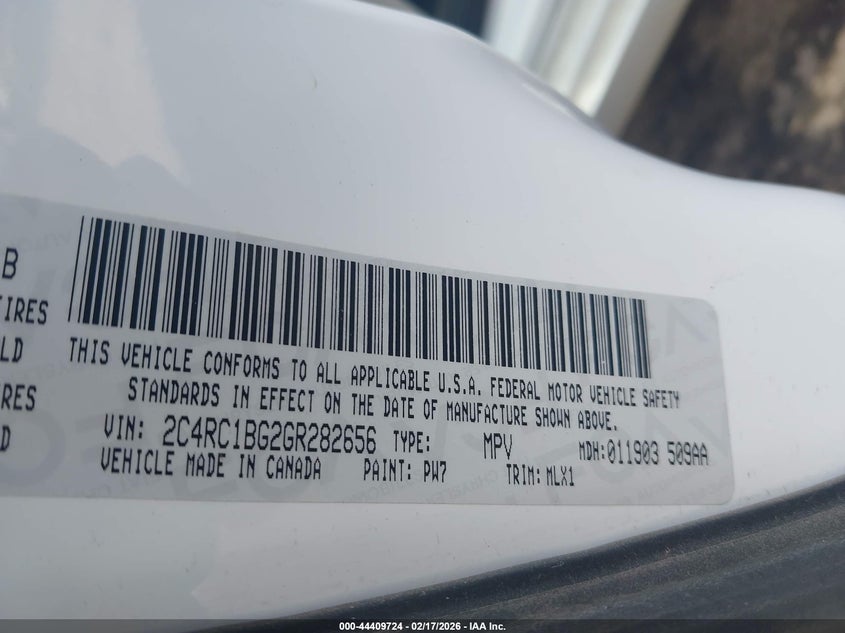 B
TIRES
LD
RES
D
THIS VEHICLE CONFORMS TO ALL APPLICABLE U.S.A. FEDERAL MOTOR VEHICLE SAFETY
STANDARDS IN EFFECT ON THE DATE OF MANUFACTURE SHOWN ABOVE.
VIN: 2C4RC1BG2GR282656 TYPE: MPV MDH:011903 509AA
VEHICLE MADE IN CANADA PAINT: PW7 TRIM: MLX1
000-44409724 - 02/17/2026 - IAA Inc.